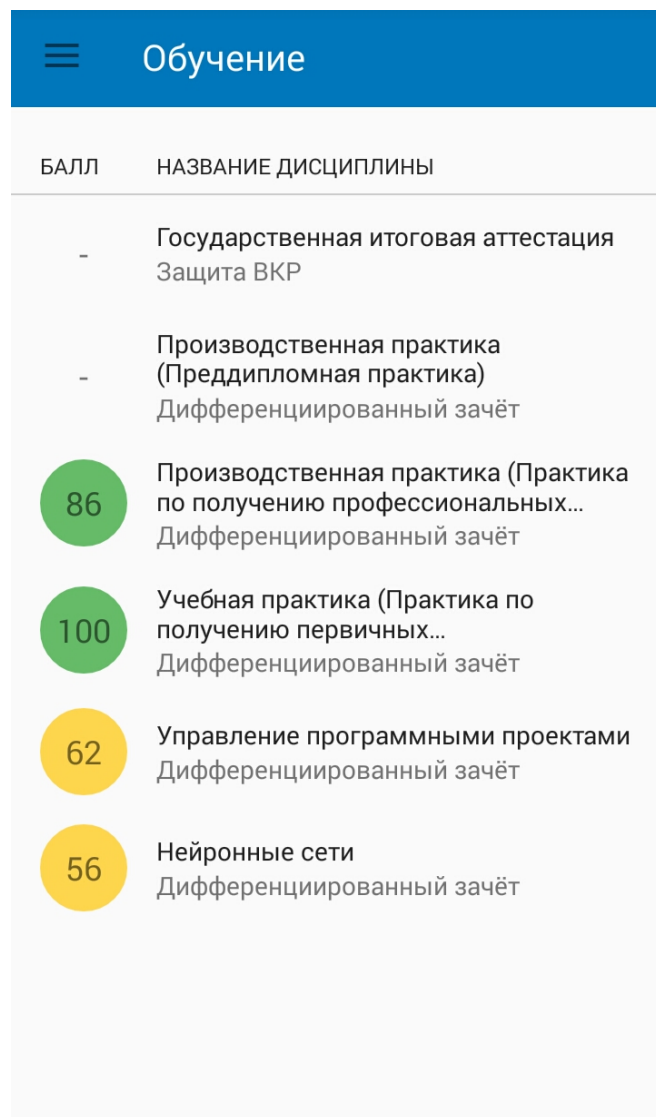 Обучение
БАЛЛ НАЗВАНИЕ ДИСЦИПЛИНЫ
- Государственная итоговая аттестация
Защита ВКР
Производственная практика
- (Преддипломная практика)
Дифференциированный зачёт
Производственная практика (Практика
86 по получению профессиональных...
Дифференциированный зачёт
Учебная практика (Практика по
100 получению первичных...
Дифференциированный зачёт
62 Управление программными проектами
Дифференциированный зачёт
56 Нейронные сети
Дифференциированный зачёт